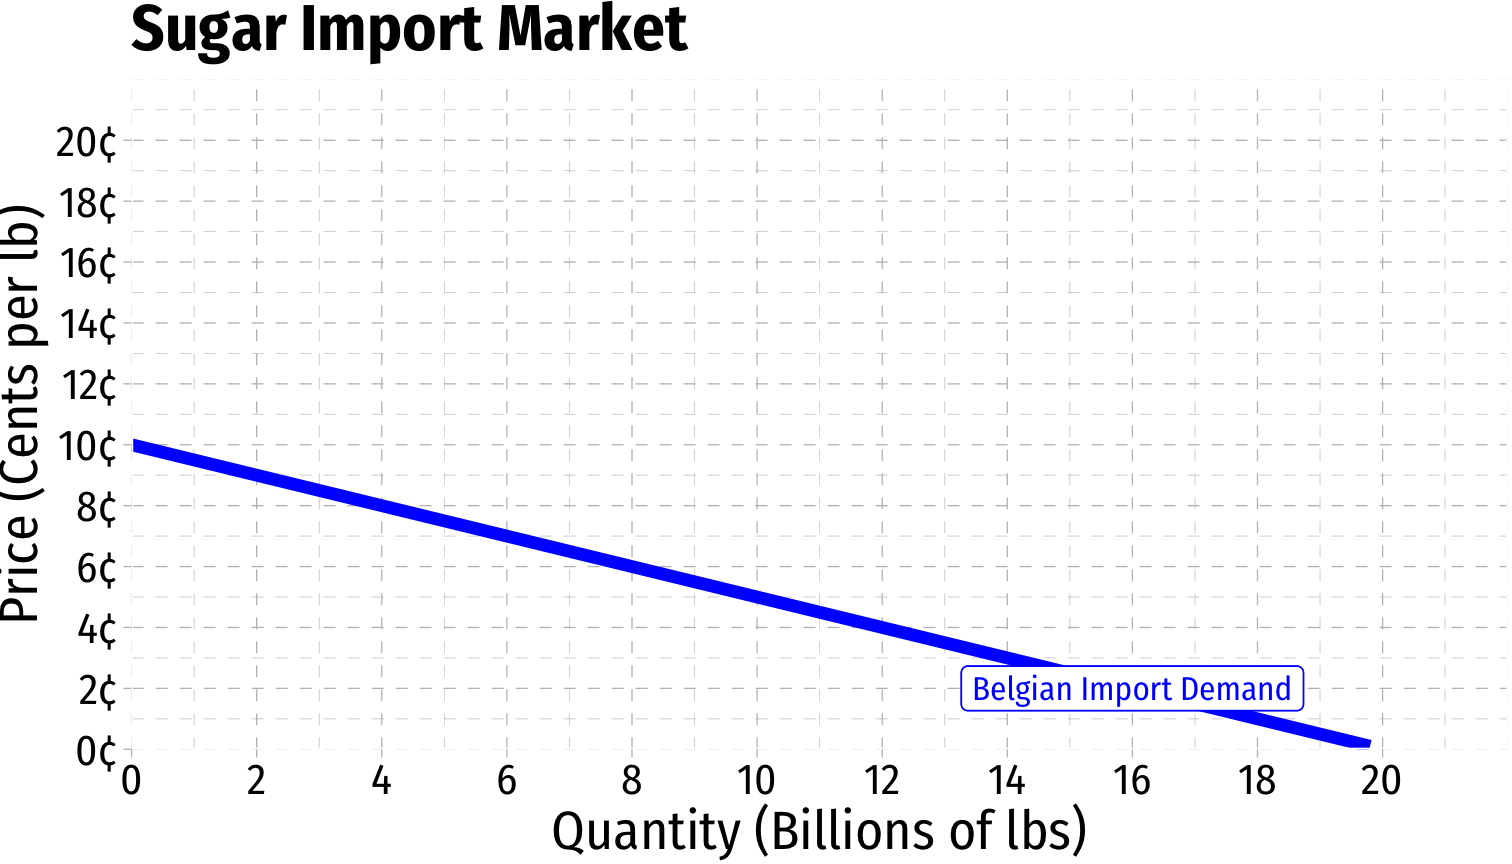 Sugar Import Market
Price (Cents per lb)
20¢
18¢
16¢
14¢
12¢
10¢
8¢
6¢
4¢
2¢
0¢
Belgian Import Demand
0 2 4 6 8 10 12 14 16 18 20
Quantity (Billions of lbs)